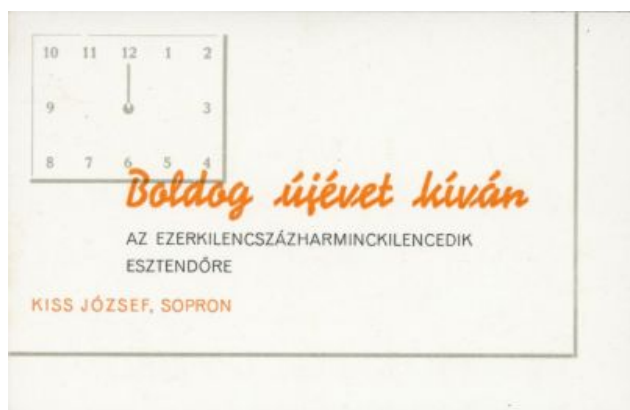 10 11 12 1 2
9 3
8 7 6 5 4
Boldog újévet kíván
AZ EZERKILENCSZÁZHARMINCKILENCEDIK
ESZTENDŐRE
KISS JÓZSEF, SOPRON